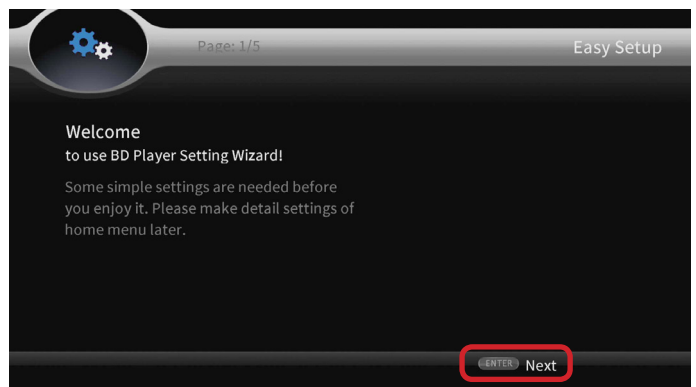 Page: 1/5
Easy Setup
Welcome
to use BD Player Setting Wizard!
Some simple settings are needed before
you enjoy it. Please make detail settings of
home menu later.
ENTER Next